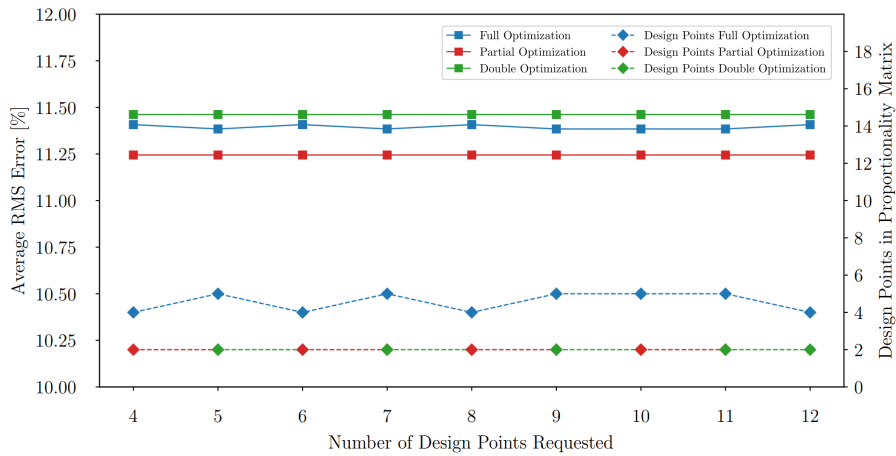 12.00
11.75
11.50
11.25
11.00
10.75
10.50
10.25
10.00
Average RMS Error [%]
Full Optimization
Partial Optimization
Double Optimization
Design Points Full Optimization
Design Points Partial Optimization
Design Points Double Optimization
18
16
14
12
10
8
6
4
2
0
Design Points in Proportionality Matrix
4 5 6 7 8 9 10 11 12
Number of Design Points Requested